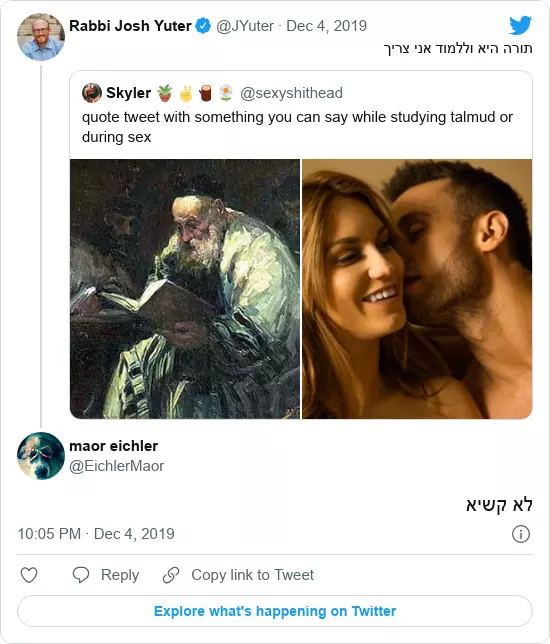 Rabbi Josh Yuter @JYuter · Dec 4, 2019
תורה היא וללמוד אני צריך
Skyler 🪴✌️🪵🌼 @sexyshithead
quote tweet with something you can say while studying talmud or
during sex
maor eichler
@EichlerMaor
לא קשיא
10:05 PM · Dec 4, 2019
Reply Copy link to Tweet
Explore what's happening on Twitter